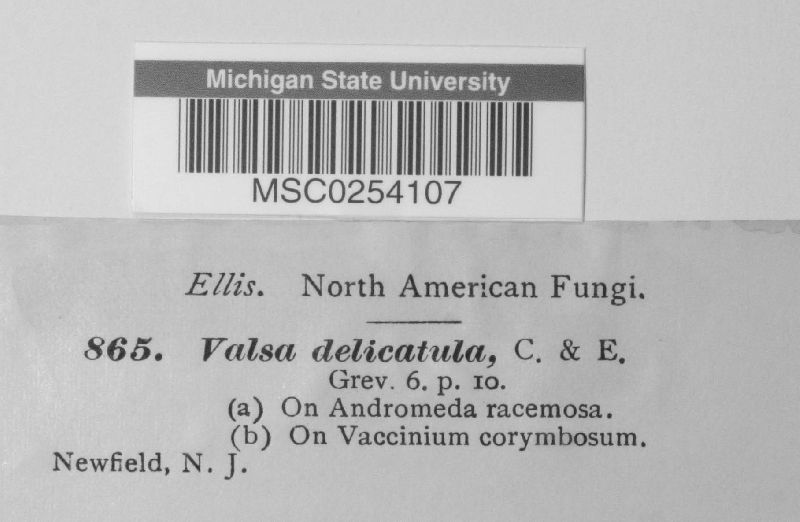 Michigan State University
MSC0254107
Ellis. North American Fungi.
865. Valsa delicatula, C. & E.
Grev. 6. p. 10.
(a) On Andromeda racemosa.
(b) On Vaccinium corymbosum.
Newfield, N. J.